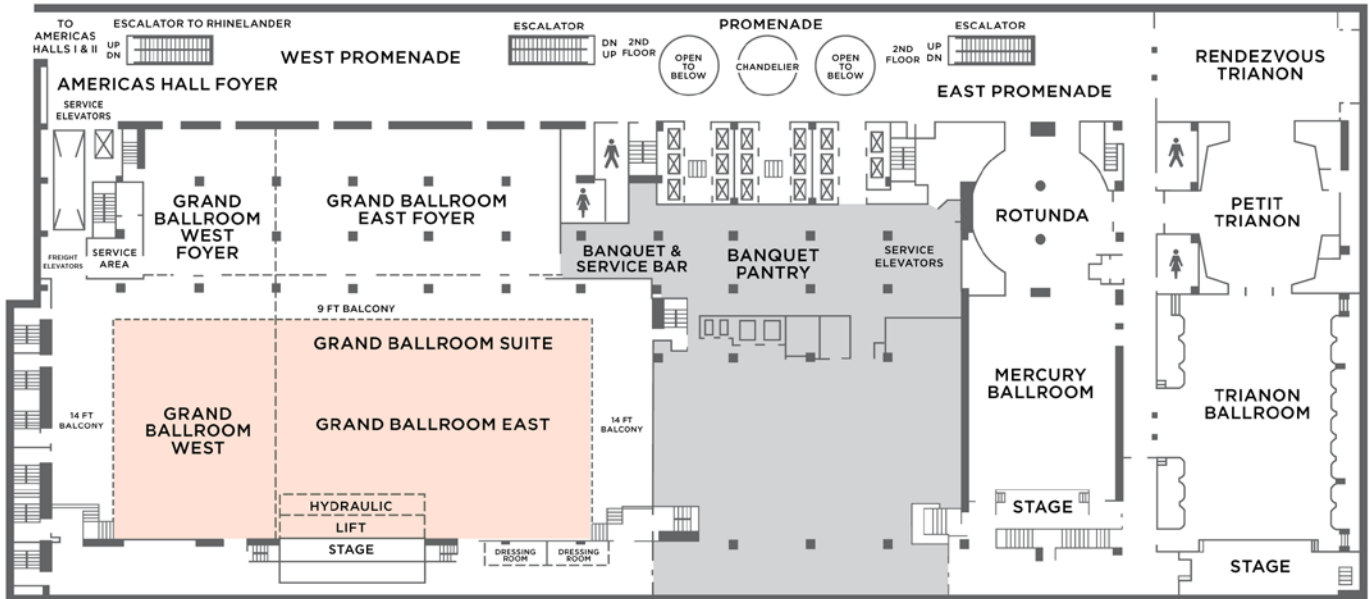 TO
AMERICAS
HALLS I & II
UP
DN
ESCALATOR TO RHINELANDER
WEST PROMENADE
AMERICAS HALL FOYER
ESCALATOR
DN
UP
2ND
FLOOR
PROMENADE
OPEN
TO
BELOW
CHANDELIER
OPEN
TO
BELOW
2ND
FLOOR
UP
DN
ESCALATOR
EAST PROMENADE
RENDEZVOUS
TRIANON
SERVICE
ELEVATORS
GRAND
BALLROOM
WEST
FOYER
GRAND BALLROOM
EAST FOYER
FREIGHT
ELEVATORS
SERVICE
AREA
BANQUET &
SERVICE BAR
BANQUET
PANTRY
SERVICE
ELEVATORS
ROTUNDA
PETIT
TRIANON
9 FT BALCONY
GRAND BALLROOM SUITE
14 FT
BALCONY
GRAND
BALLROOM
WEST
GRAND BALLROOM EAST
14 FT
BALCONY
MERCURY
BALLROOM
TRIANON
BALLROOM
HYDRAULIC
LIFT
STAGE
DRESSING
ROOM
DRESSING
ROOM
STAGE
STAGE